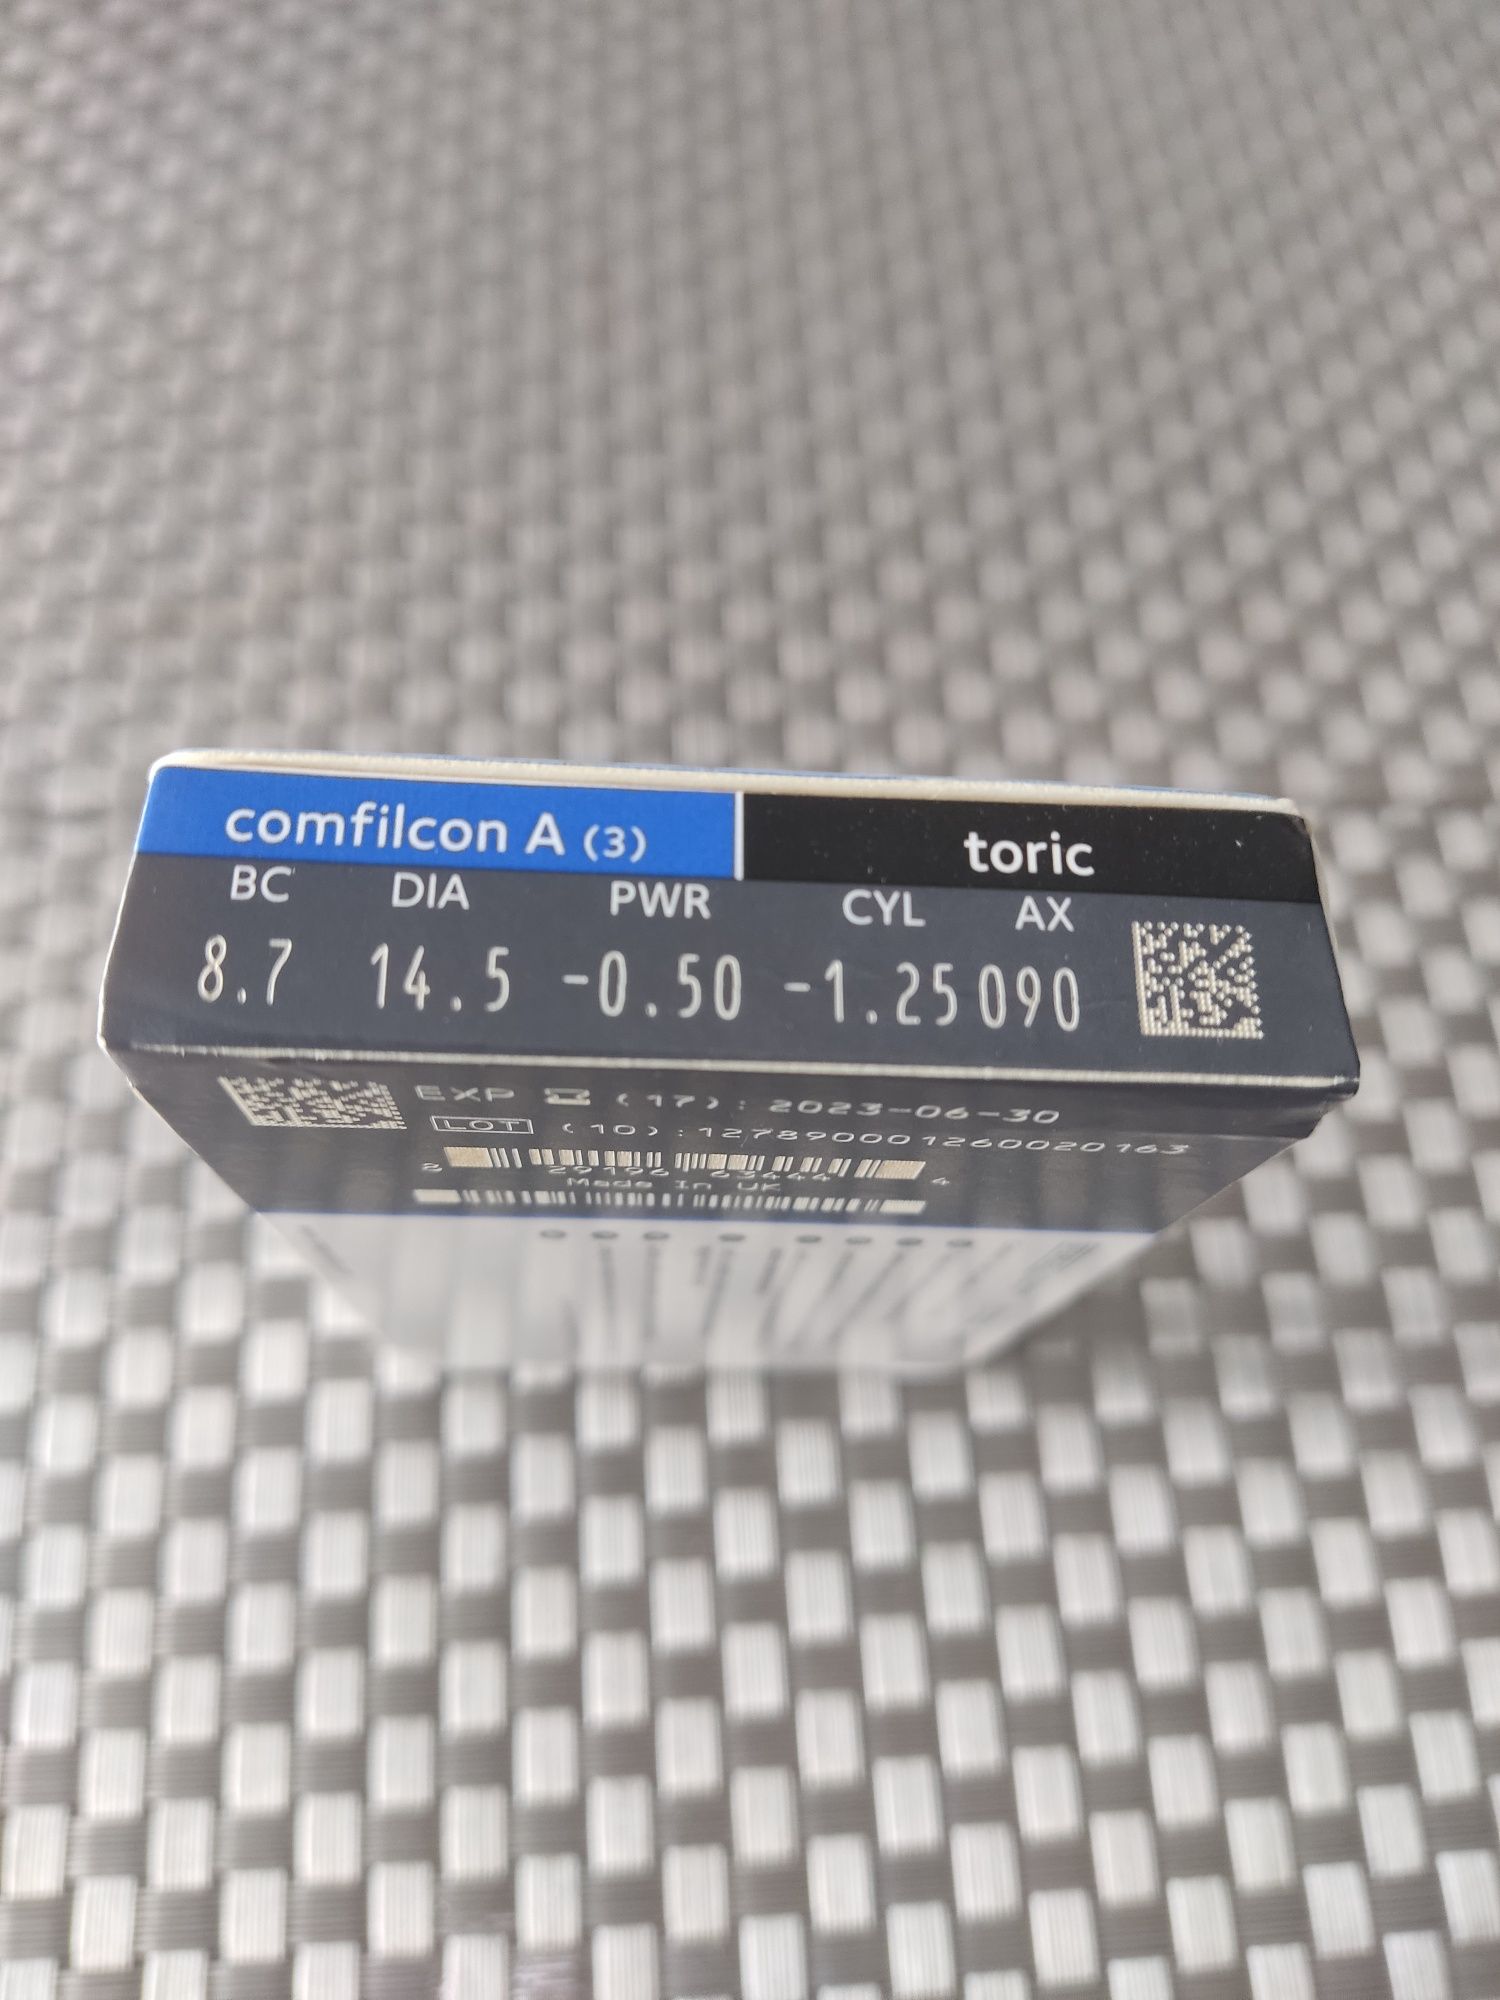 comfilcon A (3) toric
BC DIA PWR CYL AX
8.7 14.5 -0.50 -1.25 090
EXP (17): 2023-06-30
LOT (10): 127890001260020163
Made In UK